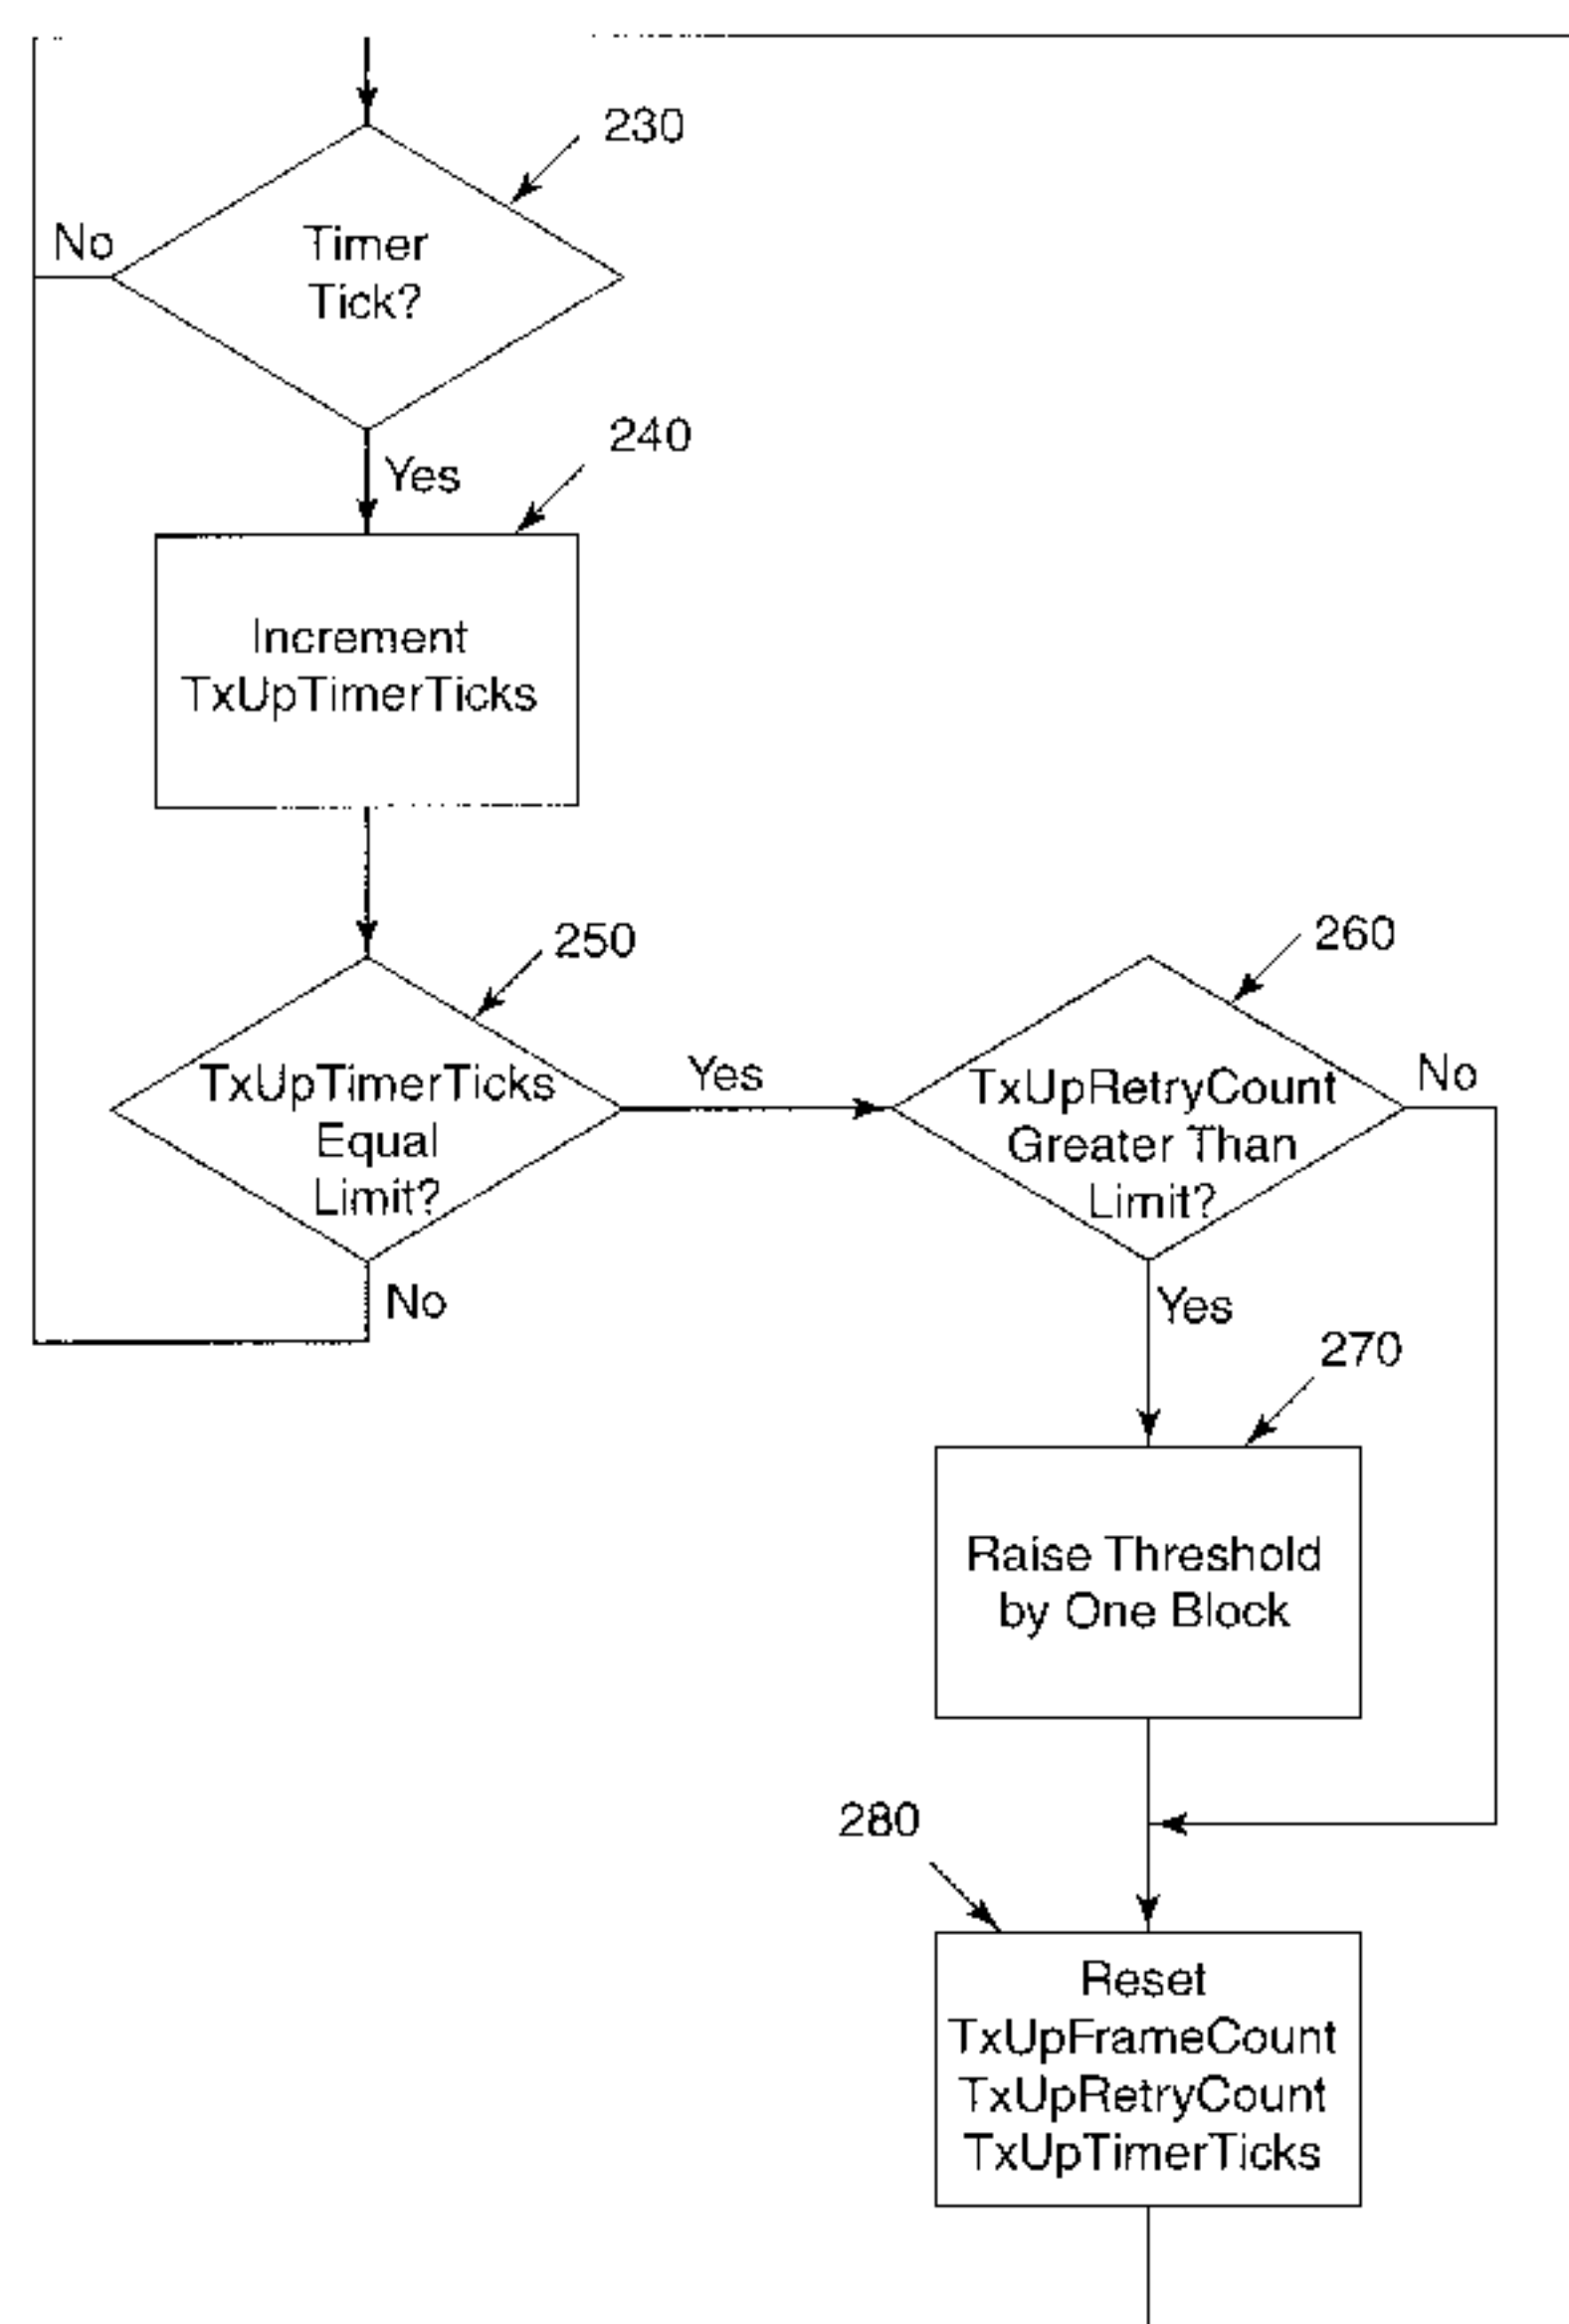 230
No
Timer
Tick?
240
Yes
Increment
TxUpTimerTicks
250
260
TxUpTimerTicks
Equal
Limit?
Yes
TxUpRetryCount
Greater Than
Limit?
No
No
Yes
270
Raise Threshold
by One Block
280
Reset
TxUpFrameCount
TxUpRetryCount
TxUpTimerTicks